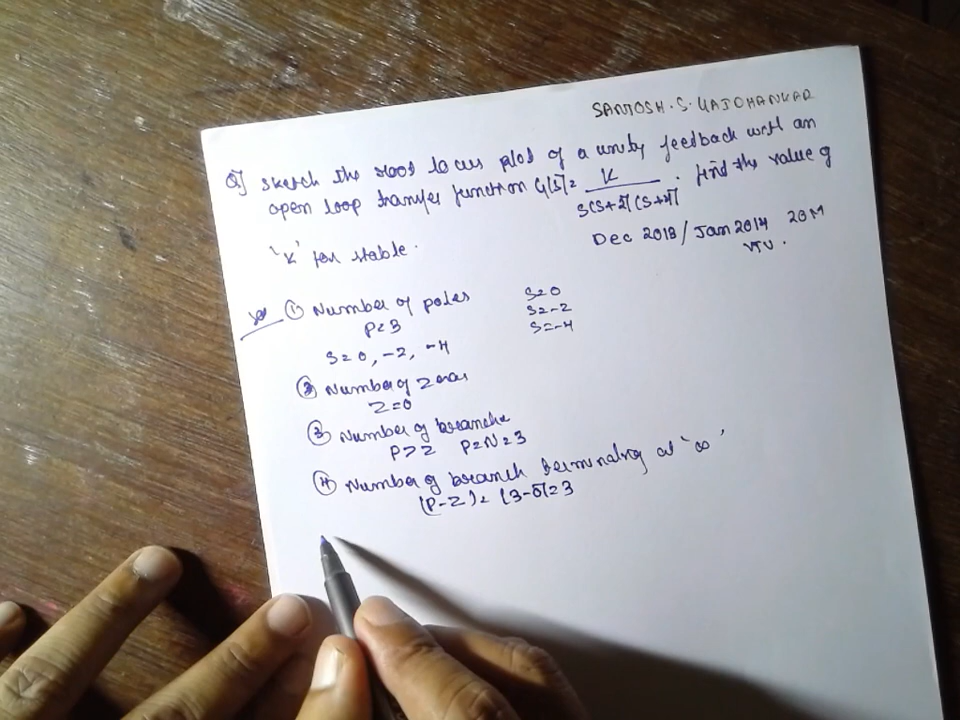 SANTOSH.S.GAJDHANKAR
Q] Sketch the root locus plot of a unity feedback with an
open loop transfer function G(S)= K / S(S+2)(S+4) . find the value of
'K' for stable.
Dec 2013/Jan 2014 20M
VTU.
① Number of poles
P=3
S=0, -2, -4
S=0
S=-2
S=-4
② Number of zeros
Z=0
③ Number of branche
P>Z P=N=3
④ Number of branch terminating at '∞'
(P-Z)= (3-0)=3